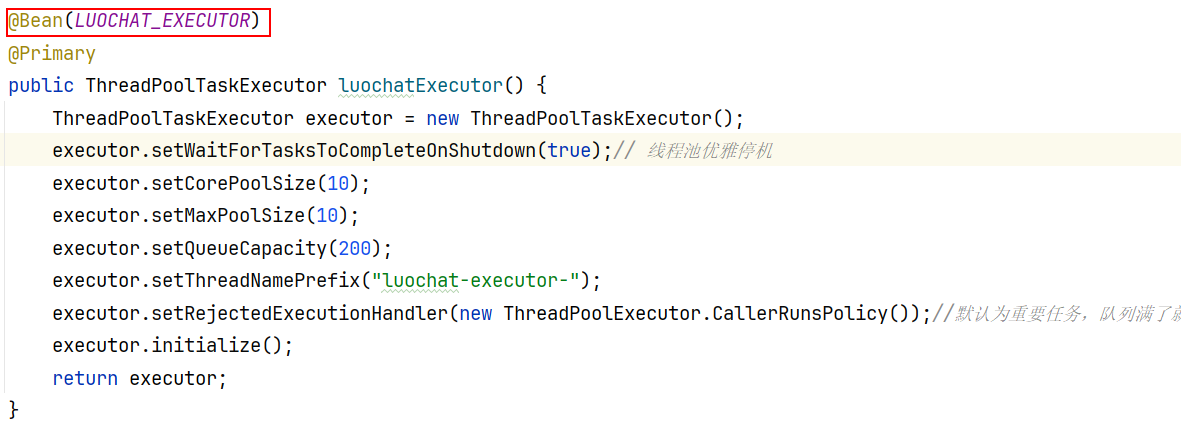 @Bean(LUOCHAT_EXECUTOR)
@Primary
public ThreadPoolTaskExecutor luochatExecutor() {
    ThreadPoolTaskExecutor executor = new ThreadPoolTaskExecutor();
    executor.setWaitForTasksToCompleteOnShutdown(true);// 线程池优雅停机
    executor.setCorePoolSize(10);
    executor.setMaxPoolSize(10);
    executor.setQueueCapacity(200);
    executor.setThreadNamePrefix("luochat-executor-");
    executor.setRejectedExecutionHandler(new ThreadPoolExecutor.CallerRunsPolicy());//默认为重要任务，队列满了
    executor.initialize();
    return executor;
}